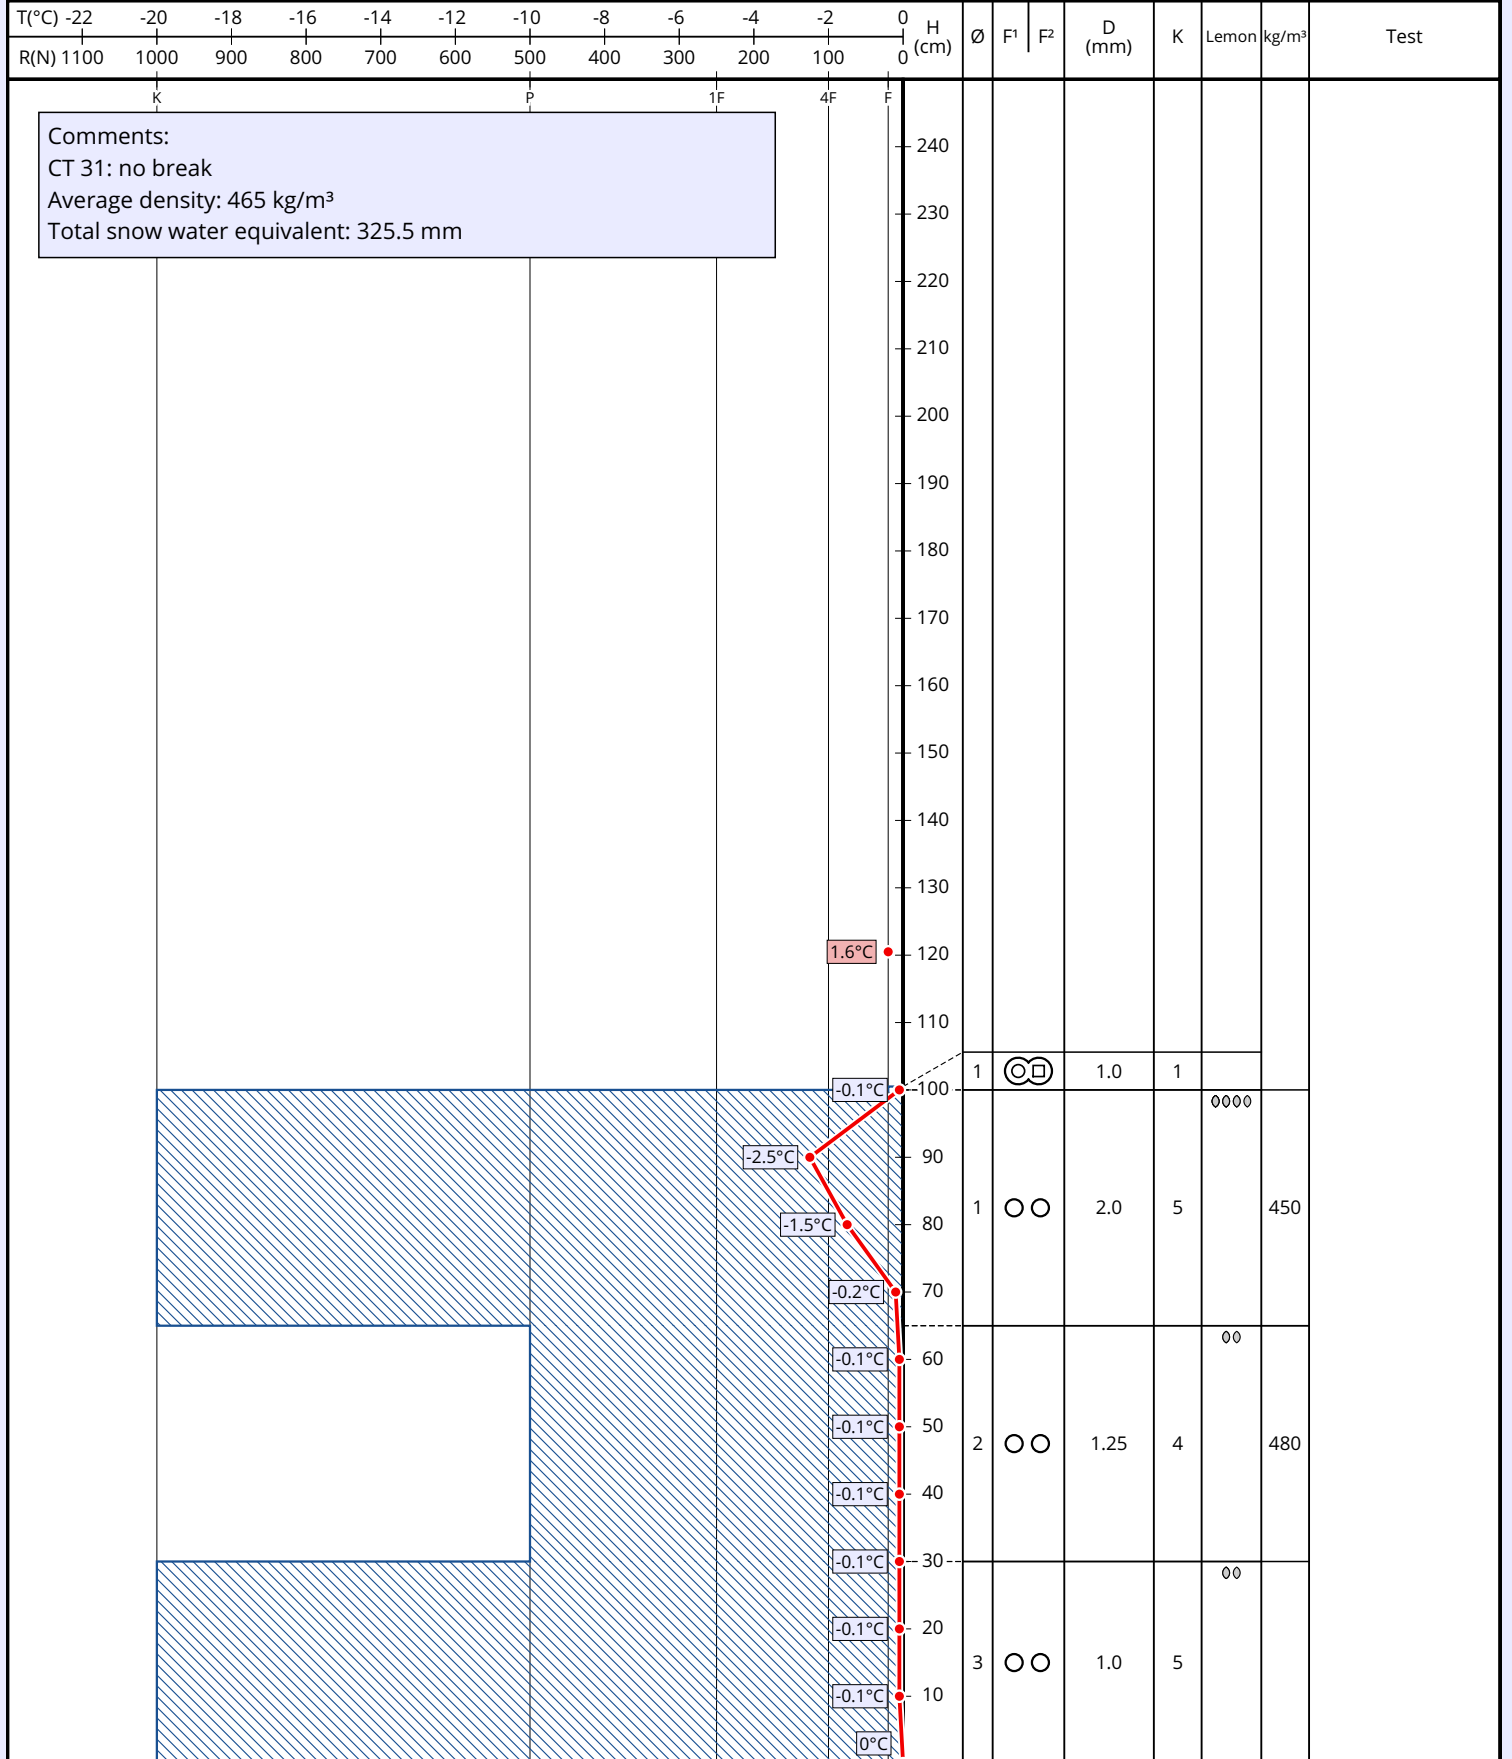 T(°C) -22 -20 -18 -16 -14 -12 -10 -8 -6 -4 -2 0
R(N) 1100 1000 900 800 700 600 500 400 300 200 100 0
H (cm) Ø F¹ F² D (mm) K Lemon kg/m³ Test
K P 1F 4F F
Comments:
CT 31: no break
Average density: 465 kg/m³
Total snow water equivalent: 325.5 mm
240
230
220
210
200
190
180
170
160
150
140
130
1.6°C 120
110
1 1.0 1
-0.1°C 100
-2.5°C 90
1 2.0 5 450
-1.5°C 80
-0.2°C 70
-0.1°C 60
-0.1°C 50
2 1.25 4 480
-0.1°C 40
-0.1°C 30
-0.1°C 20
3 1.0 5
-0.1°C 10
0°C